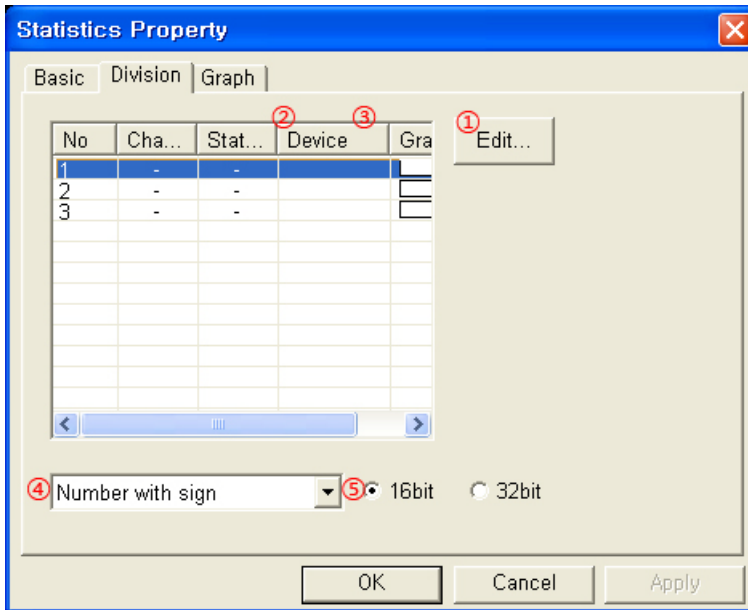 Statistics Property
Basic Division Graph
② ③ ①
No Cha... Stat... Device Gra Edit...
1 - -
2 - -
3 - -
④ Number with sign ⑤ 16bit 32bit
OK Cancel Apply